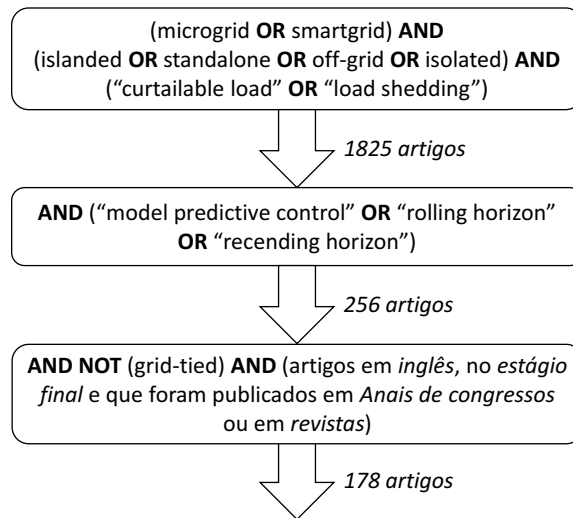 (microgrid OR smartgrid) AND
(islanded OR standalone OR off-grid OR isolated) AND
(“curtailable load” OR “load shedding”)
1825 artigos
AND (“model predictive control” OR “rolling horizon”
OR “recending horizon”)
256 artigos
AND NOT (grid-tied) AND (artigos em inglês, no estágio
final e que foram publicados em Anais de congressos
ou em revistas)
178 artigos